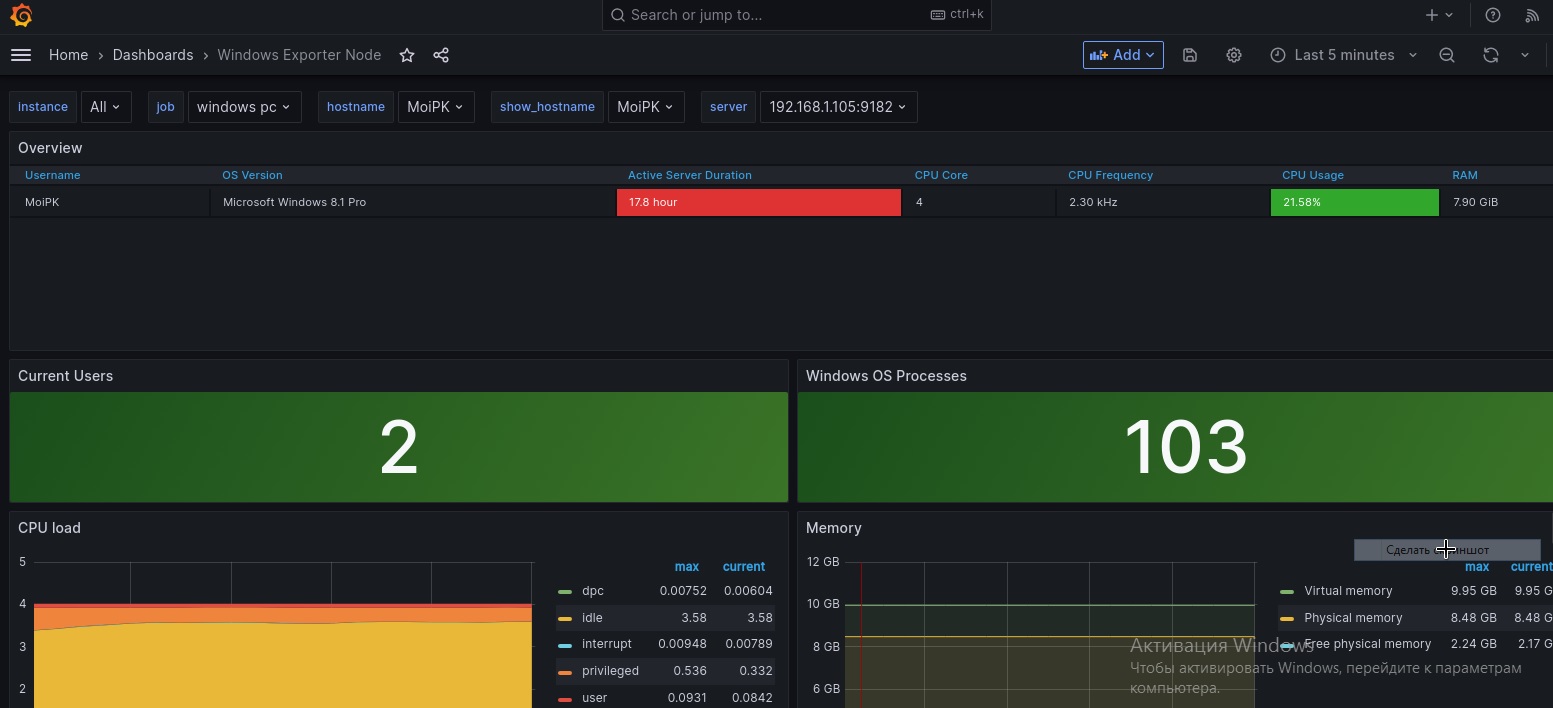 Search or jump to... ctrl+k
Home › Dashboards › Windows Exporter Node Add Last 5 minutes
instance All job windows pc hostname MoiPK show_hostname MoiPK server 192.168.1.105:9182
Overview
Username OS Version Active Server Duration CPU Core CPU Frequency CPU Usage RAM
MoiPK Microsoft Windows 8.1 Pro 17.8 hour 4 2.30 kHz 21.58% 7.90 GiB
Current Users
2
Windows OS Processes
103
CPU load
5
4
3
2
max current
dpc 0.00752 0.00604
idle 3.58 3.58
interrupt 0.00948 0.00789
privileged 0.536 0.332
user 0.0931 0.0842
Memory
Сделать
12 GB
10 GB
8 GB
6 GB
max current
Virtual memory 9.95 GB 9.95 G
Physical memory 8.48 GB 8.48 G
Free physical memory 2.24 GB 2.17 G
Активация Windows
Чтобы активировать Windows, перейдите к параметрам
компьютера.